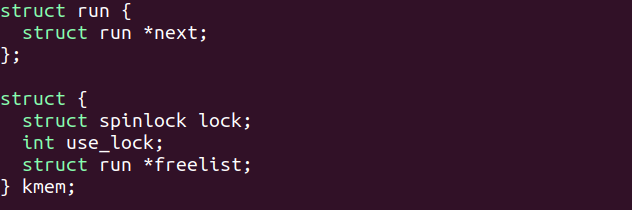 struct run {
  struct run *next;
};

struct {
  struct spinlock lock;
  int use_lock;
  struct run *freelist;
} kmem;